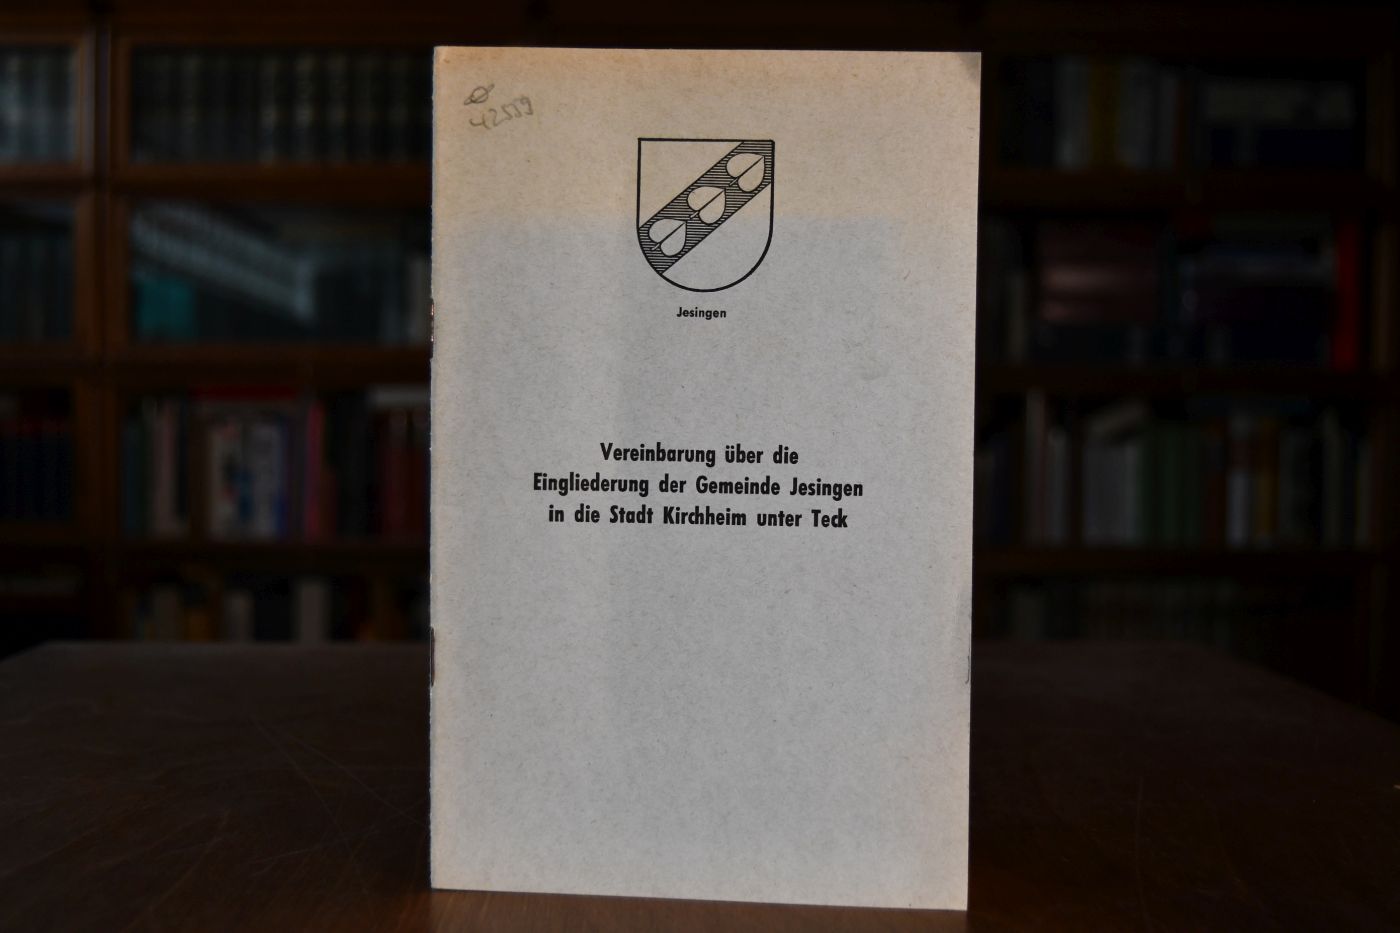 42559
Jesingen
Vereinbarung über die
Eingliederung der Gemeinde Jesingen
in die Stadt Kirchheim unter Teck